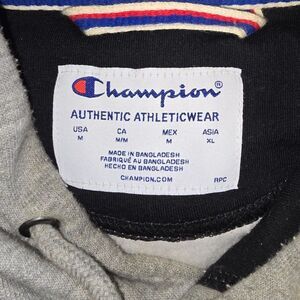 Champion®
AUTHENTIC ATHLETICWEAR
USA CA MEX ASIA
M M/M M XL
MADE IN BANGLADESH
FABRIQUÉ AU BANGLADESH
HECHO EN BANGLADESH
CHAMPION.COM RPC